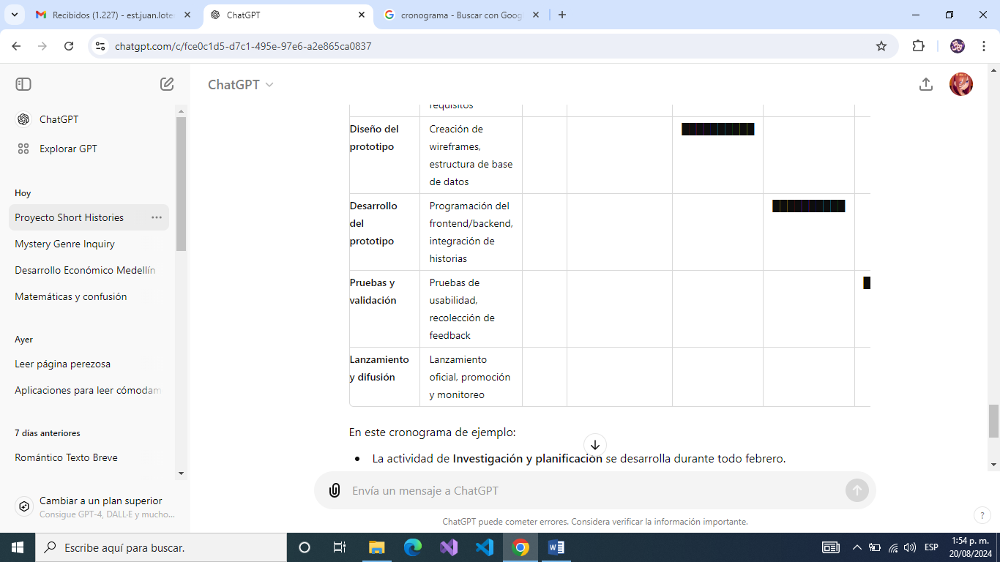 Recibidos (1.227) - est.juan.lote
ChatGPT
cronograma - Buscar con Goog
chatgpt.com/c/fce0c1d5-d7c1-495e-97e6-a2e865ca0837
ChatGPT
ChatGPT
Explorar GPT
Hoy
Proyecto Short Histories
Mystery Genre Inquiry
Desarrollo Económico Medellín
Matemáticas y confusión
Ayer
Leer página perezosa
Aplicaciones para leer cómodam
7 días anteriores
Romántico Texto Breve
Cambiar a un plan superior
Consigue GPT-4, DALL·E y mucho...
requisitos
Diseño del
prototipo
Creación de
wireframes,
estructura de base
de datos
Desarrollo
del
prototipo
Programación del
frontend/backend,
integración de
historias
Pruebas y
validación
Pruebas de
usabilidad,
recolección de
feedback
Lanzamiento
y difusión
Lanzamiento
oficial, promoción
y monitoreo
En este cronograma de ejemplo:
La actividad de Investigación y planificación se desarrolla durante todo febrero.
Envía un mensaje a ChatGPT
ChatGPT puede cometer errores. Considera verificar la información importante.
?
Escribe aquí para buscar.
ESP
1:54 p. m.
20/08/2024